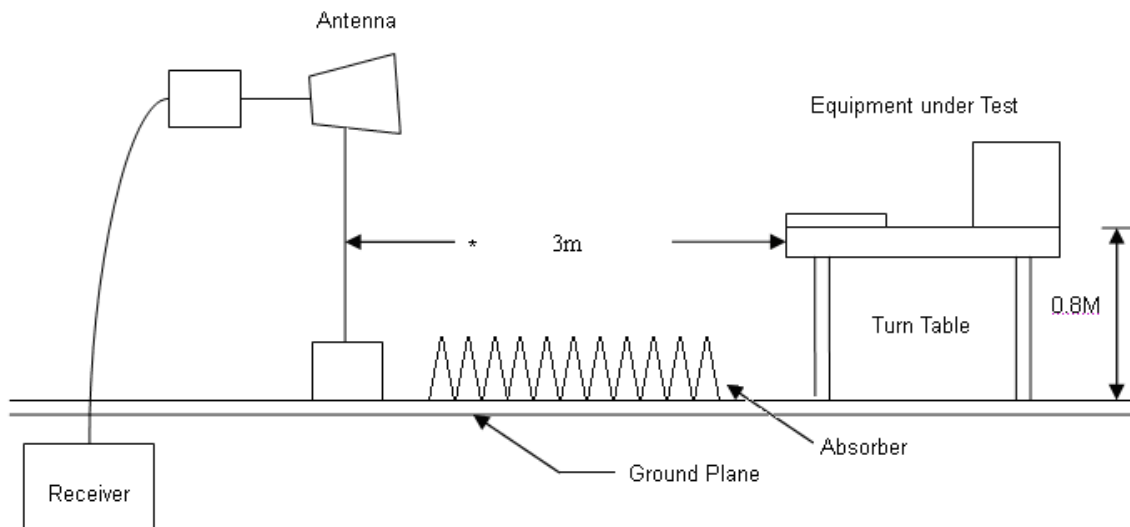 Antenna
Equipment under Test
* 3m
0.8M
Turn Table
Absorber
Ground Plane
Receiver